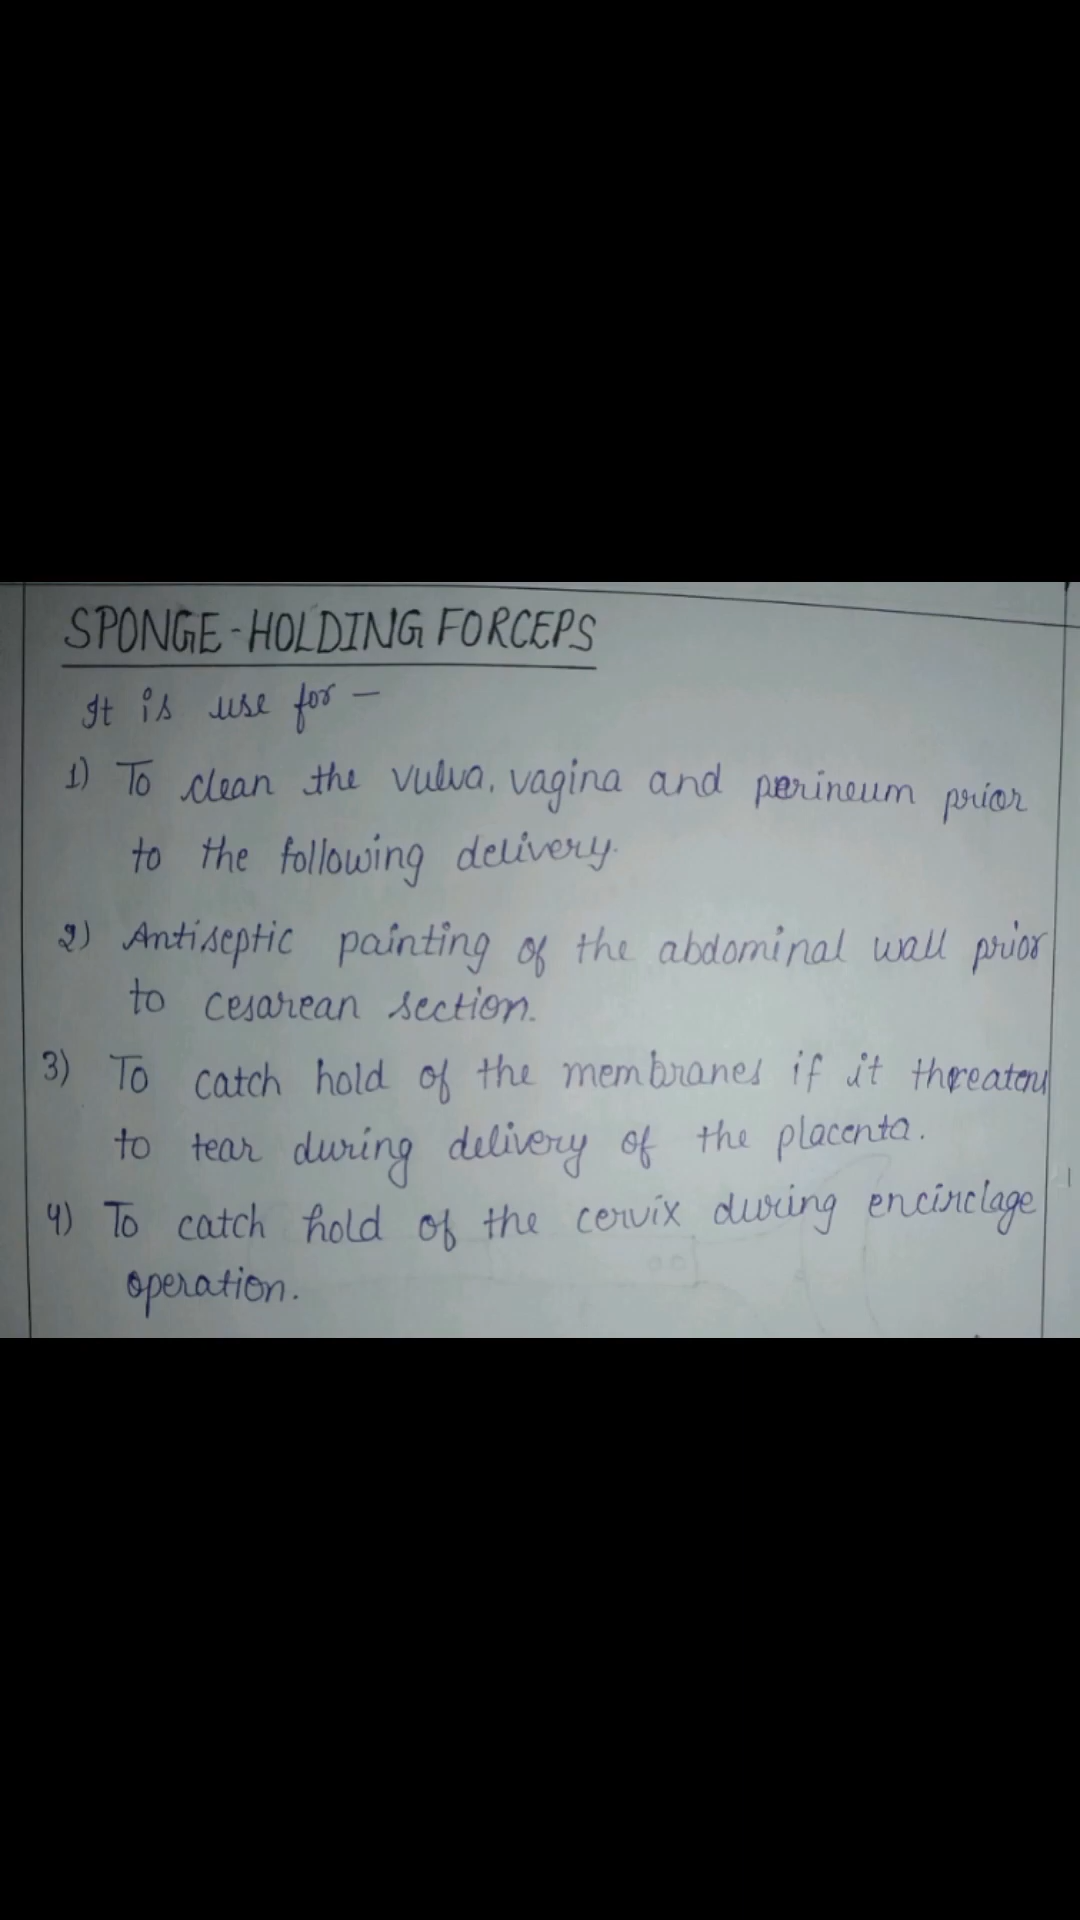 SPONGE-HOLDING FORCEPS
It is use for —
1) To clean the vulva, vagina and perineum prior
to the following delivery.
2) Antiseptic painting of the abdominal wall prior
to cesarean section.
3) To catch hold of the membranes if it threatens
to tear during delivery of the placenta.
4) To catch hold of the cervix during encirclage
operation.